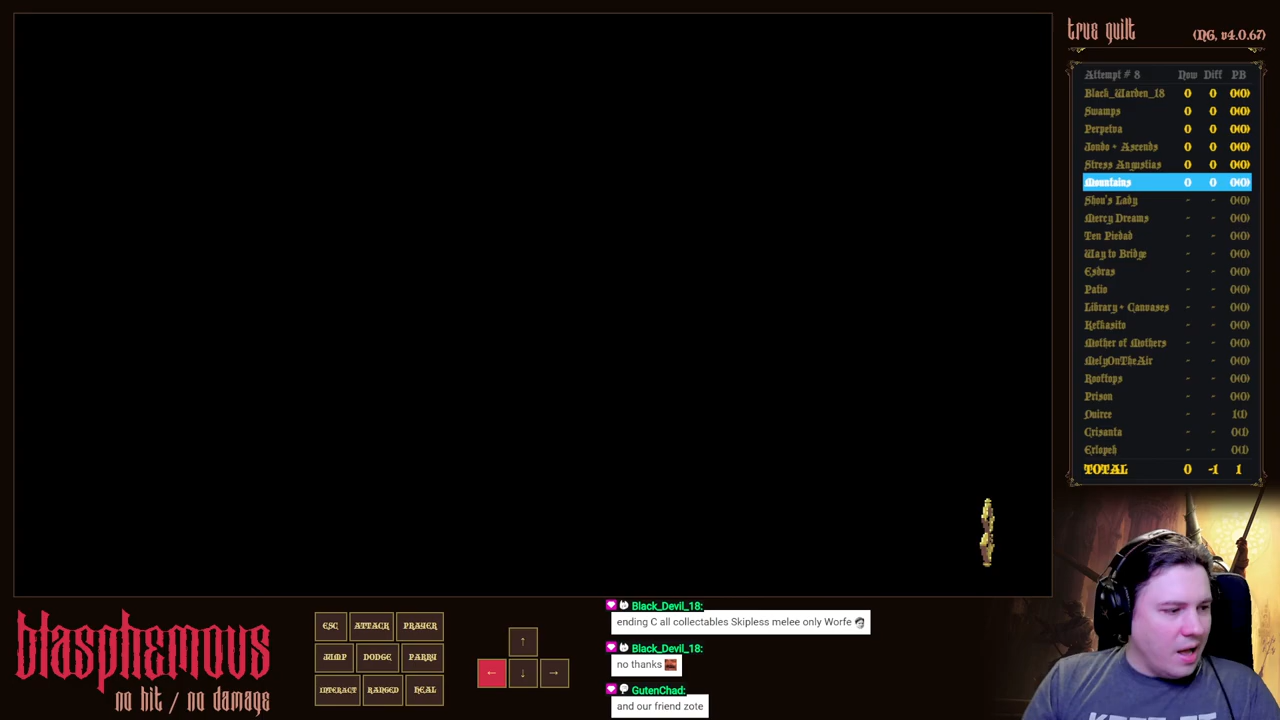 true guilt (NG, v4.0.67)
Attempt # 8 Now Diff PB
Black_Warden_18 0 0 0(0)
Swamps 0 0 0(0)
Perpetva 0 0 0(0)
Jondo + Ascends 0 0 0(0)
Stress Angustias 0 0 0(0)
Mountains 0 0 0(0)
Shou's Lady - - 0(0)
Mercy Dreams - - 0(0)
Ten Piedad - - 0(0)
Way to Bridge - - 0(0)
Esdras - - 0(0)
Patio - - 0(0)
Library + Canvases - - 0(0)
Kefkasito - - 0(0)
Mother of Mothers - - 0(0)
MelyOnTheAir - - 0(0)
Rooftops - - 0(0)
Prison - - 0(0)
Quirce - - 1(1)
Crisanta - - 0(1)
Erlopeh - - 0(1)
TOTAL 0 -1 1
blasphemous
no hit / no damage
ESC ATTACK PRAYER
JUMP DODGE PARRY
INTERACT RANGED HEAL
↑
← ↓ →
Black_Devil_18:
ending C all collectables Skipless melee only Worfe
Black_Devil_18:
no thanks
GutenChad:
and our friend zote